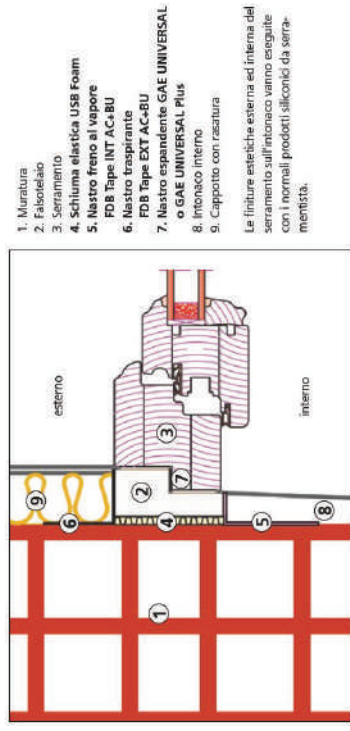 1. Muratura
2. Falsotelaio
3. Serramento
4. Schiuma elastica USB Foam
5. Nastro freno al vapore
FDB Tape INT AC+BU
6. Nastro traspirante
FDB Tape EXT AC+BU
7. Nastro espandente GAE UNIVERSAL
o GAE UNIVERSAL Plus
8. Intonaco interno
9. Cappotto con rasatura
Le finiture estetiche esterna ed interna del
serramento sull'intonaco vanno eseguite
con i normali prodotti siliconici da serra-
mentista.
esterno
interno
9
6
2
7
3
4
1
5
8